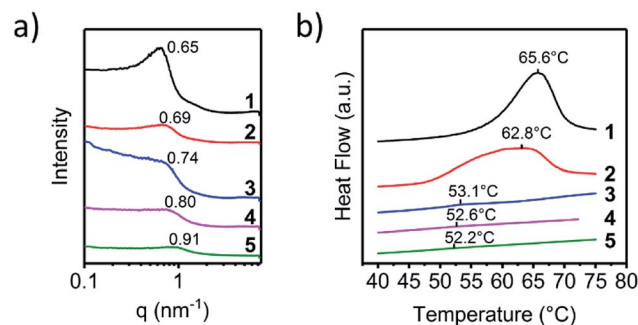 a)
0.65
1
0.69
2
0.74
3
0.80
4
0.91
5
Intensity
0.1
1
q (nm⁻¹)
b)
65.6°C
1
62.8°C
2
53.1°C
3
52.6°C
4
52.2°C
5
Heat Flow (a.u.)
40 45 50 55 60 65 70 75 80
Temperature (°C)